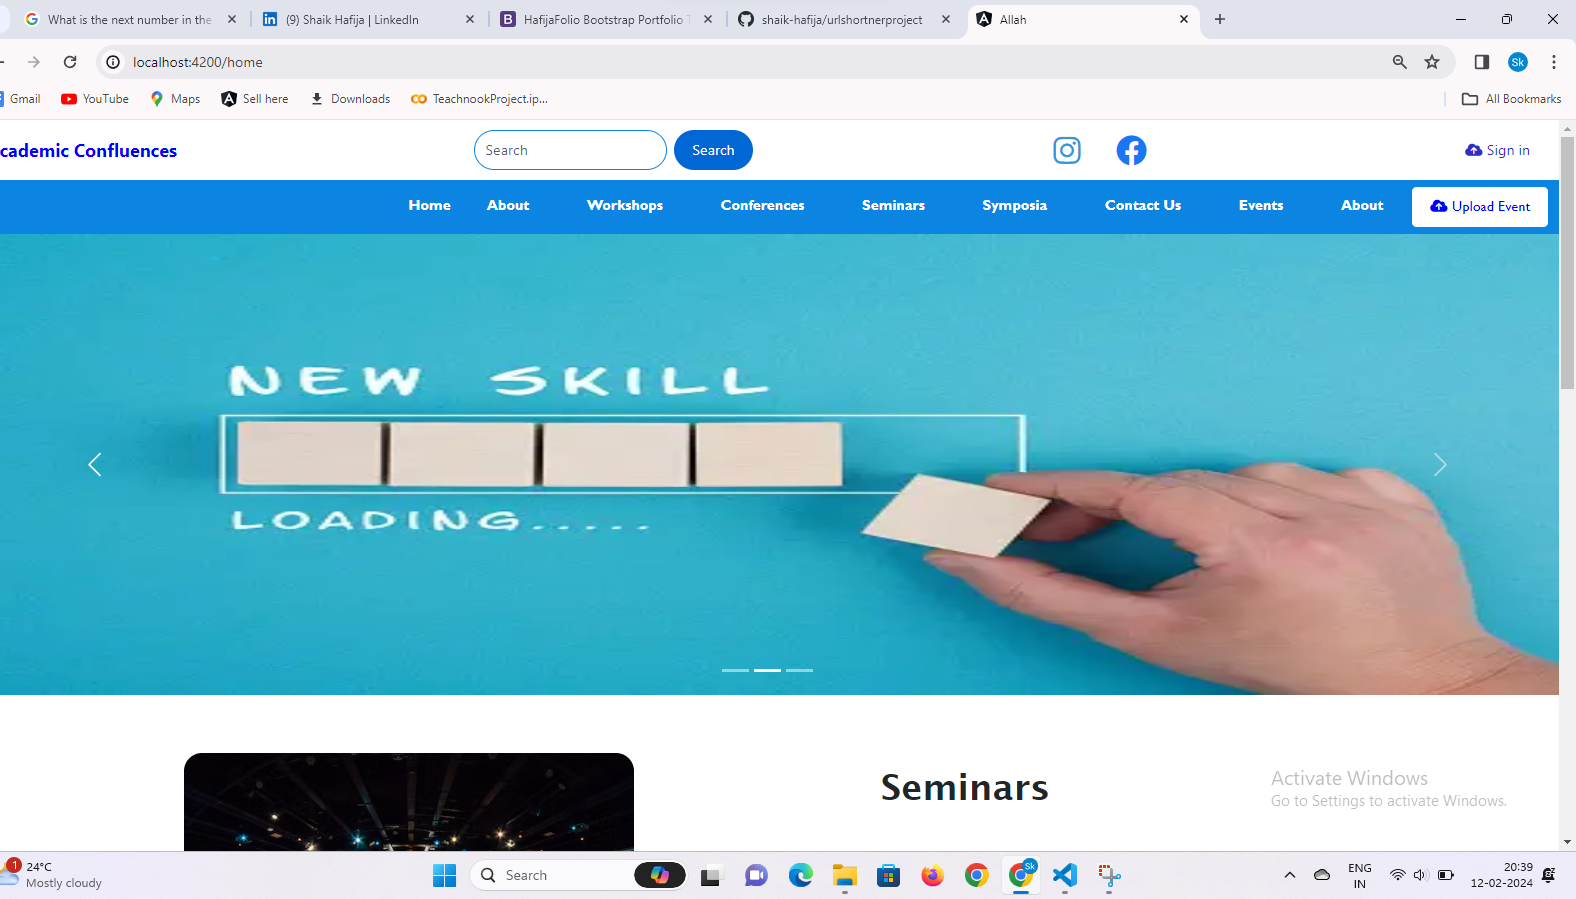 What is the next number in the
(9) Shaik Hafija | LinkedIn
HafijaFolio Bootstrap Portfolio T
shaik-hafija/urlshortnerproject
Allah
localhost:4200/home
Sk
Gmail
YouTube
Maps
Sell here
Downloads
TeachnookProject.ip...
All Bookmarks
cademic Confluences
Search
Search
Sign in
Home
About
Workshops
Conferences
Seminars
Symposia
Contact Us
Events
About
Upload Event
NEW SKILL
LOADING.....
Seminars
Activate Windows
Go to Settings to activate Windows.
1
24°C
Mostly cloudy
Search
Sk
ENG
IN
20:39
12-02-2024